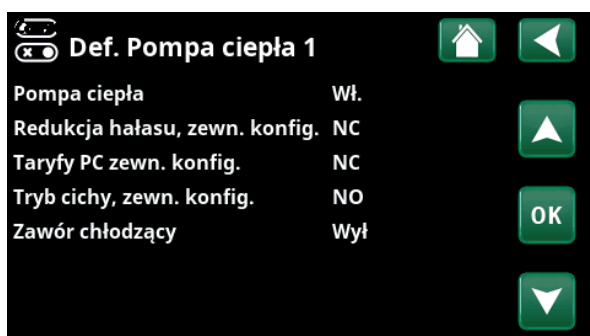 Def. Pompa ciepła 1
Pompa ciepła Wł.
Redukcja hałasu, zewn. konfig. NC
Taryfy PC zewn. konfig. NC
Tryb cichy, zewn. konfig. NO
OK
Zawór chłodzący Wył